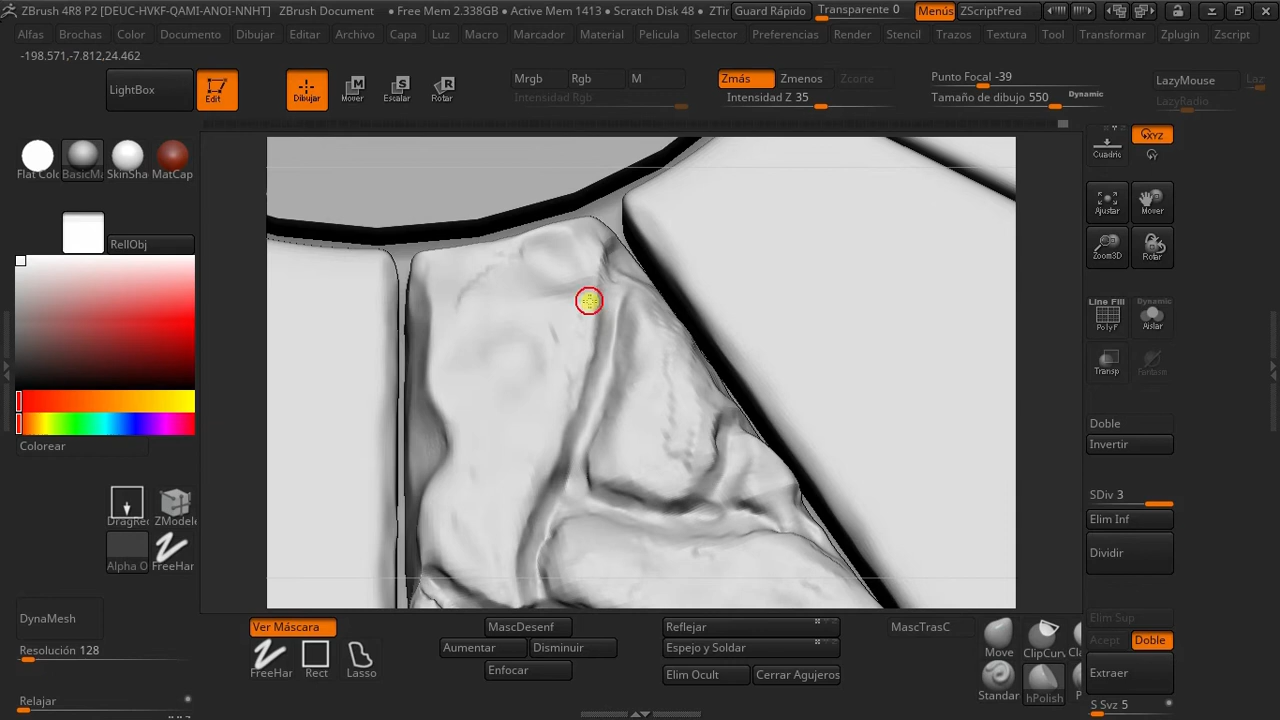 ZBrush 4R8 P2 [DEUC-HVKF-QAMI-ANOI-NNHT] ZBrush Document ● Free Mem 2.338GB ● Active Mem 1413 ● Scratch Disk 48 ● ZTir Guard Rápido Transparente 0 Menús ZScriptPred
Alfas Brochas Color Documento Dibujar Editar Archivo Capa Luz Macro Marcador Material Pelicula Selector Preferencias Render Stencil Trazos Textura Tool Transformar Zplugin Zscript
-198.571,-7.812,24.462
LightBox Edit Dibujar Mover Escalar Rotar Mrgb Rgb M Zmás Zmenos Zcorte Punto Focal -39 LazyMouse Laz
Intensidad Rgb Intensidad Z 35 Tamaño de dibujo 550 Dynamic LazyRadio
Flat Colo BasicMa SkinSha MatCap
RellObj
Colorear
DragRec ZModele
Alpha O FreeHar
DynaMesh
Resolución 128
Relajar
Cuadric XYZ
Y
Ajustar Mover
Zoom3D Rotar
Line Fill Dynamic
PolyF Aislar
Transp Fantasm
Doble
Invertir
SDiv 3
Elim Inf
Dividir
Elim Sup
Acept Doble
Extraer
S Svz 5
Ver Máscara MascDesenf Reflejar MascTrasC
Aumentar Disminuir Espejo y Soldar
FreeHar Rect Lasso Enfocar Elim Ocult Cerrar Agujeros
Move ClipCurv Cla
Standar hPolish P